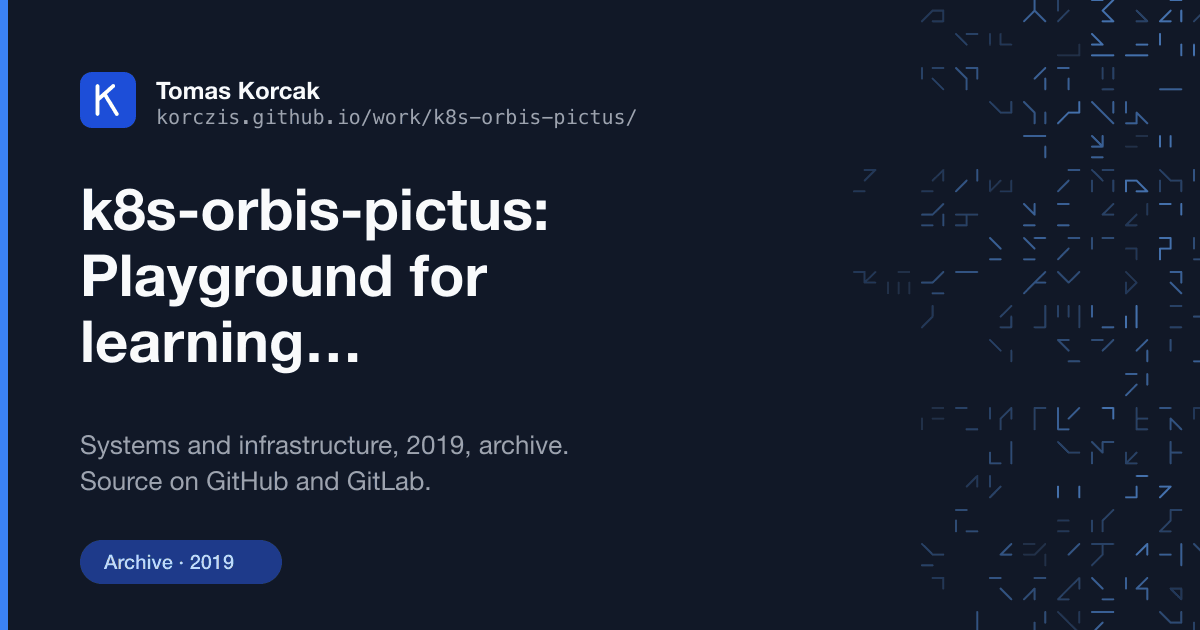 K
Tomas Korcak
korczis.github.io/work/k8s-orbis-pictus/
k8s-orbis-pictus:
Playground for
learning…
Systems and infrastructure, 2019, archive.
Source on GitHub and GitLab.
Archive · 2019